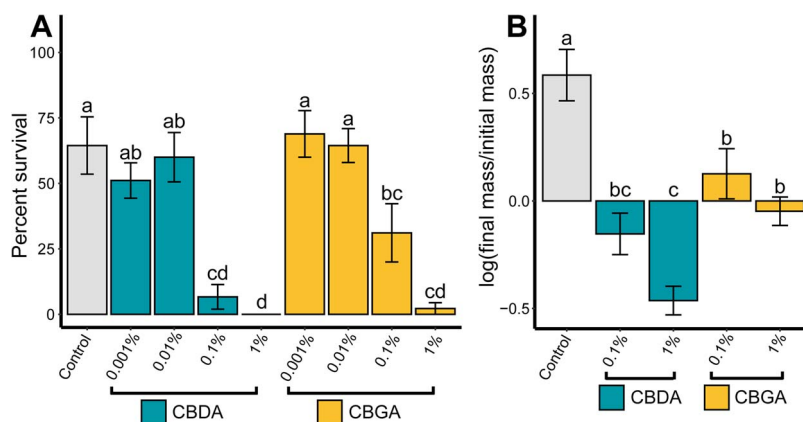 A
Percent survival
100
75
50
25
0
a
ab
ab
cd
d
a
a
bc
cd
Control
0.001%
0.01%
0.1%
1%
0.001%
0.01%
0.1%
1%
CBDA
CBGA
B
log(final mass/initial mass)
0.5
0.0
−0.5
a
bc
c
b
b
Control
0.1%
1%
0.1%
1%
CBDA
CBGA